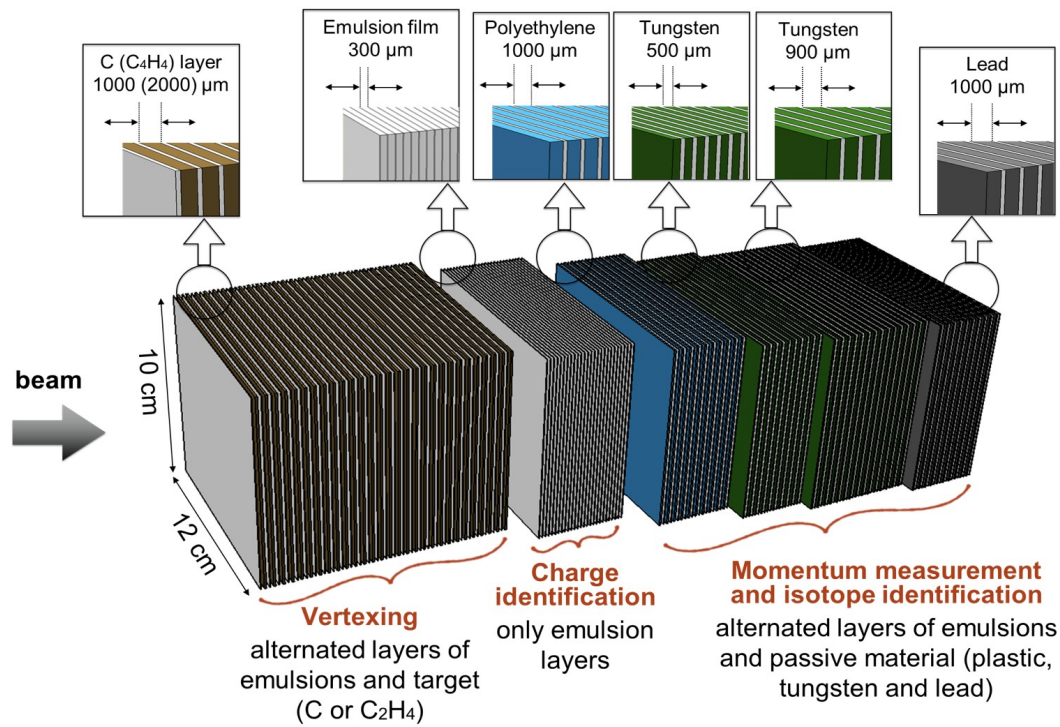 C (C₄H₄) layer
1000 (2000) µm
Emulsion film
300 µm
Polyethylene
1000 µm
Tungsten
500 µm
Tungsten
900 µm
Lead
1000 µm
beam
10 cm
12 cm
Vertexing
alternated layers of
emulsions and target
(C or C₂H₄)
Charge
identification
only emulsion
layers
Momentum measurement
and isotope identification
alternated layers of emulsions
and passive material (plastic,
tungsten and lead)